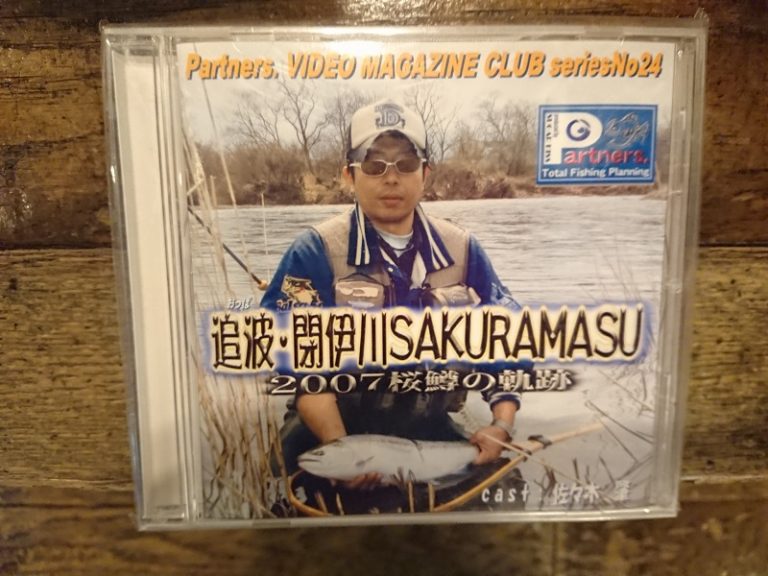 Partners. VIDEO MAGAZINE CLUB seriesNo24
Partners.
Total Fishing Planning
おっぱ
追波・閉伊川SAKURAMASU
2007桜鱒の軌跡
cast：佐々木 肇